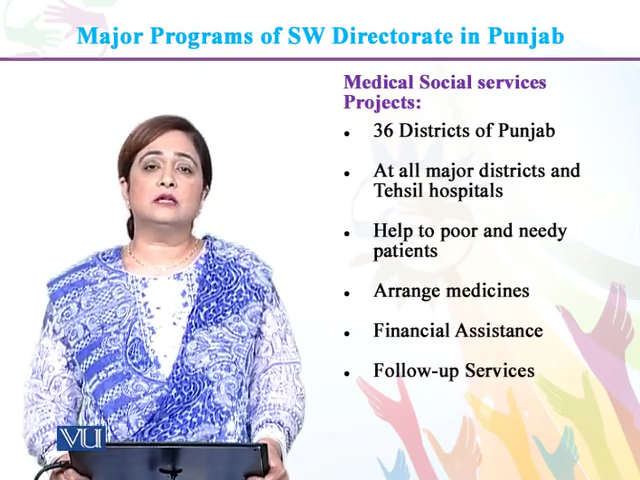 Major Programs of SW Directorate in Punjab
Medical Social services
Projects:
• 36 Districts of Punjab
• At all major districts and
Tehsil hospitals
• Help to poor and needy
patients
• Arrange medicines
• Financial Assistance
• Follow-up Services
VU